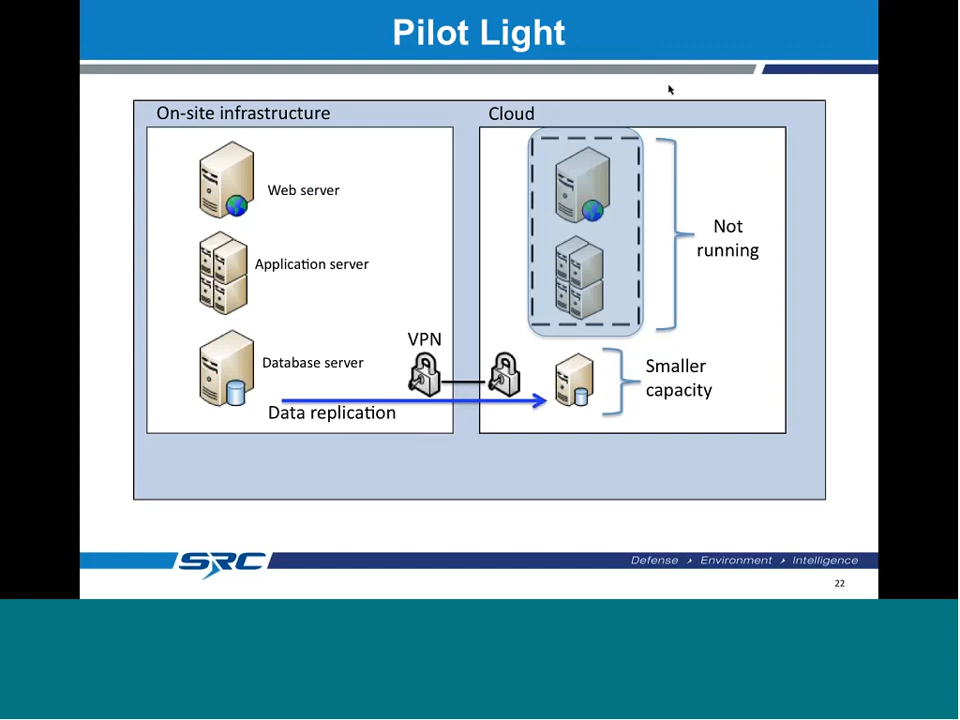 Pilot Light
On-site infrastructure
Cloud
Web server
Application server
Database server
VPN
Data replication
Not
running
Smaller
capacity
SRC
Defense Environment Intelligence
22